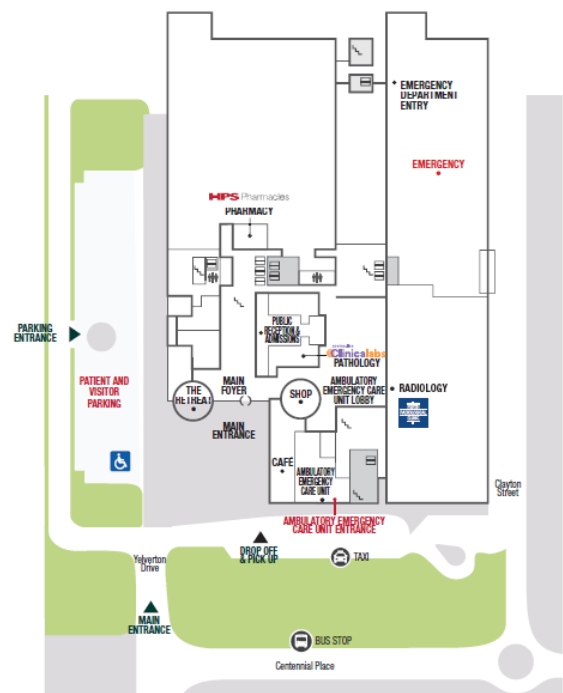 EMERGENCY
DEPARTMENT
ENTRY
EMERGENCY
HPS Pharmacies
PHARMACY
PARKING
ENTRANCE
PATIENT AND
VISITOR
PARKING
PUBLIC
RECEPTION &
ADMISSIONS
Clinicallabs
PATHOLOGY
THE
RETREAT
MAIN
FOYER
SHOP
AMBULATORY
EMERGENCY CARE
UNIT LOBBY
RADIOLOGY
MAIN
ENTRANCE
CAFÉ
AMBULATORY
EMERGENCY
CARE UNIT
Clayton
Street
AMBULATORY EMERGENCY
CARE UNIT ENTRANCE
DROP OFF
& PICK UP
TAXI
Yelverton
Drive
MAIN
ENTRANCE
BUS STOP
Centennial Place